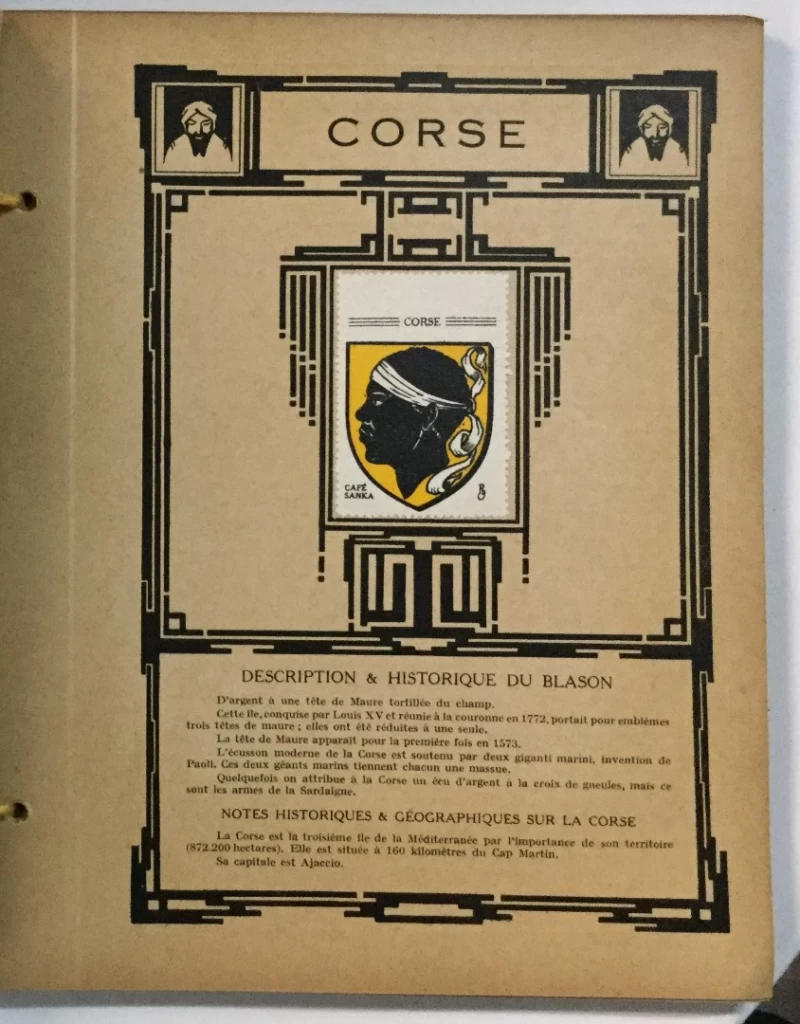 CORSE
CORSE
CAFÉ
SANKA
DESCRIPTION & HISTORIQUE DU BLASON
D'argent à une tête de Maure tortillée du champ.
Cette île, conquise par Louis XV et réunie à la couronne en 1772, portait pour emblèmes
trois têtes de maure ; elles ont été réduites à une seule.
La tête de Maure apparaît pour la première fois en 1573.
L'écusson moderne de la Corse est soutenu par deux giganti marini, invention de
Paoli. Ces deux géants marins tiennent chacun une massue.
Quelquefois on attribue à la Corse un écu d'argent à la croix de gueules, mais ce
sont les armes de la Sardaigne.
NOTES HISTORIQUES & GÉOGRAPHIQUES SUR LA CORSE
La Corse est la troisième île de la Méditerranée par l'importance de son territoire
(872.200 hectares). Elle est située à 160 kilomètres du Cap Martin.
Sa capitale est Ajaccio.